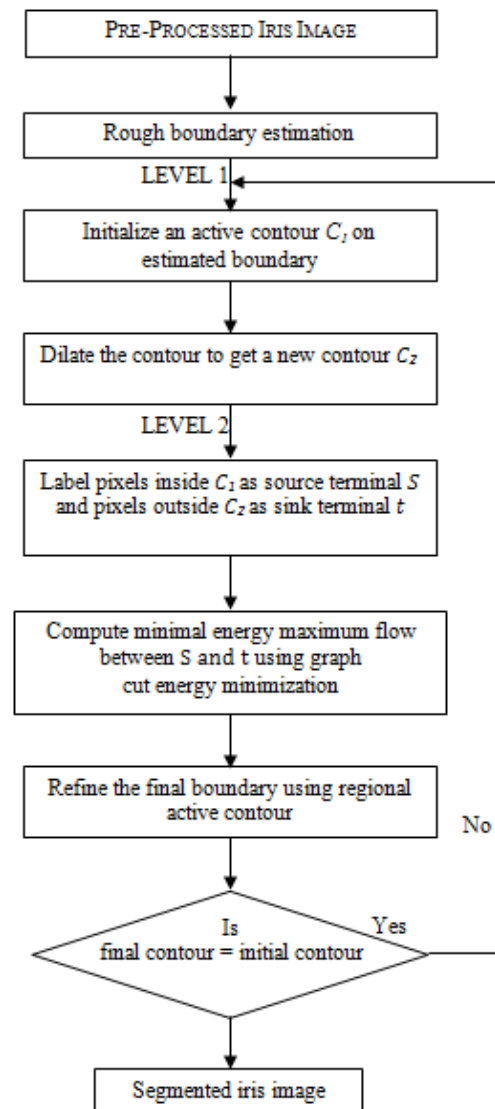 PRE-PROCESSED IRIS IMAGE
Rough boundary estimation
LEVEL 1
Initialize an active contour C₁ on
estimated boundary
Dilate the contour to get a new contour C₂
LEVEL 2
Label pixels inside C₁ as source terminal S
and pixels outside C₂ as sink terminal t
Compute minimal energy maximum flow
between S and t using graph
cut energy minimization
Refine the final boundary using regional
active contour
No
Is
Yes
final contour = initial contour
Segmented iris image